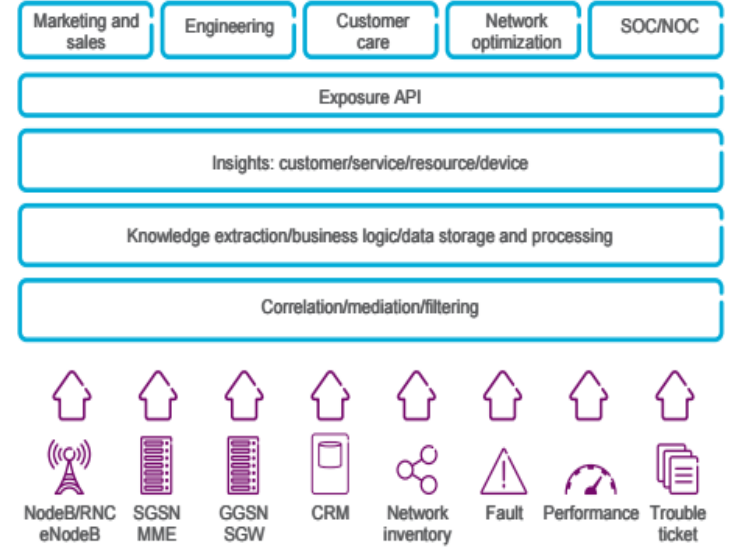 Marketing and
sales
Engineering
Customer
care
Network
optimization
SOC/NOC
Exposure API
Insights: customer/service/resource/device
Knowledge extraction/business logic/data storage and processing
Correlation/mediation/filtering
NodeB/RNC
eNodeB
SGSN
MME
GGSN
SGW
CRM
Network
inventory
Fault
Performance
Trouble
ticket